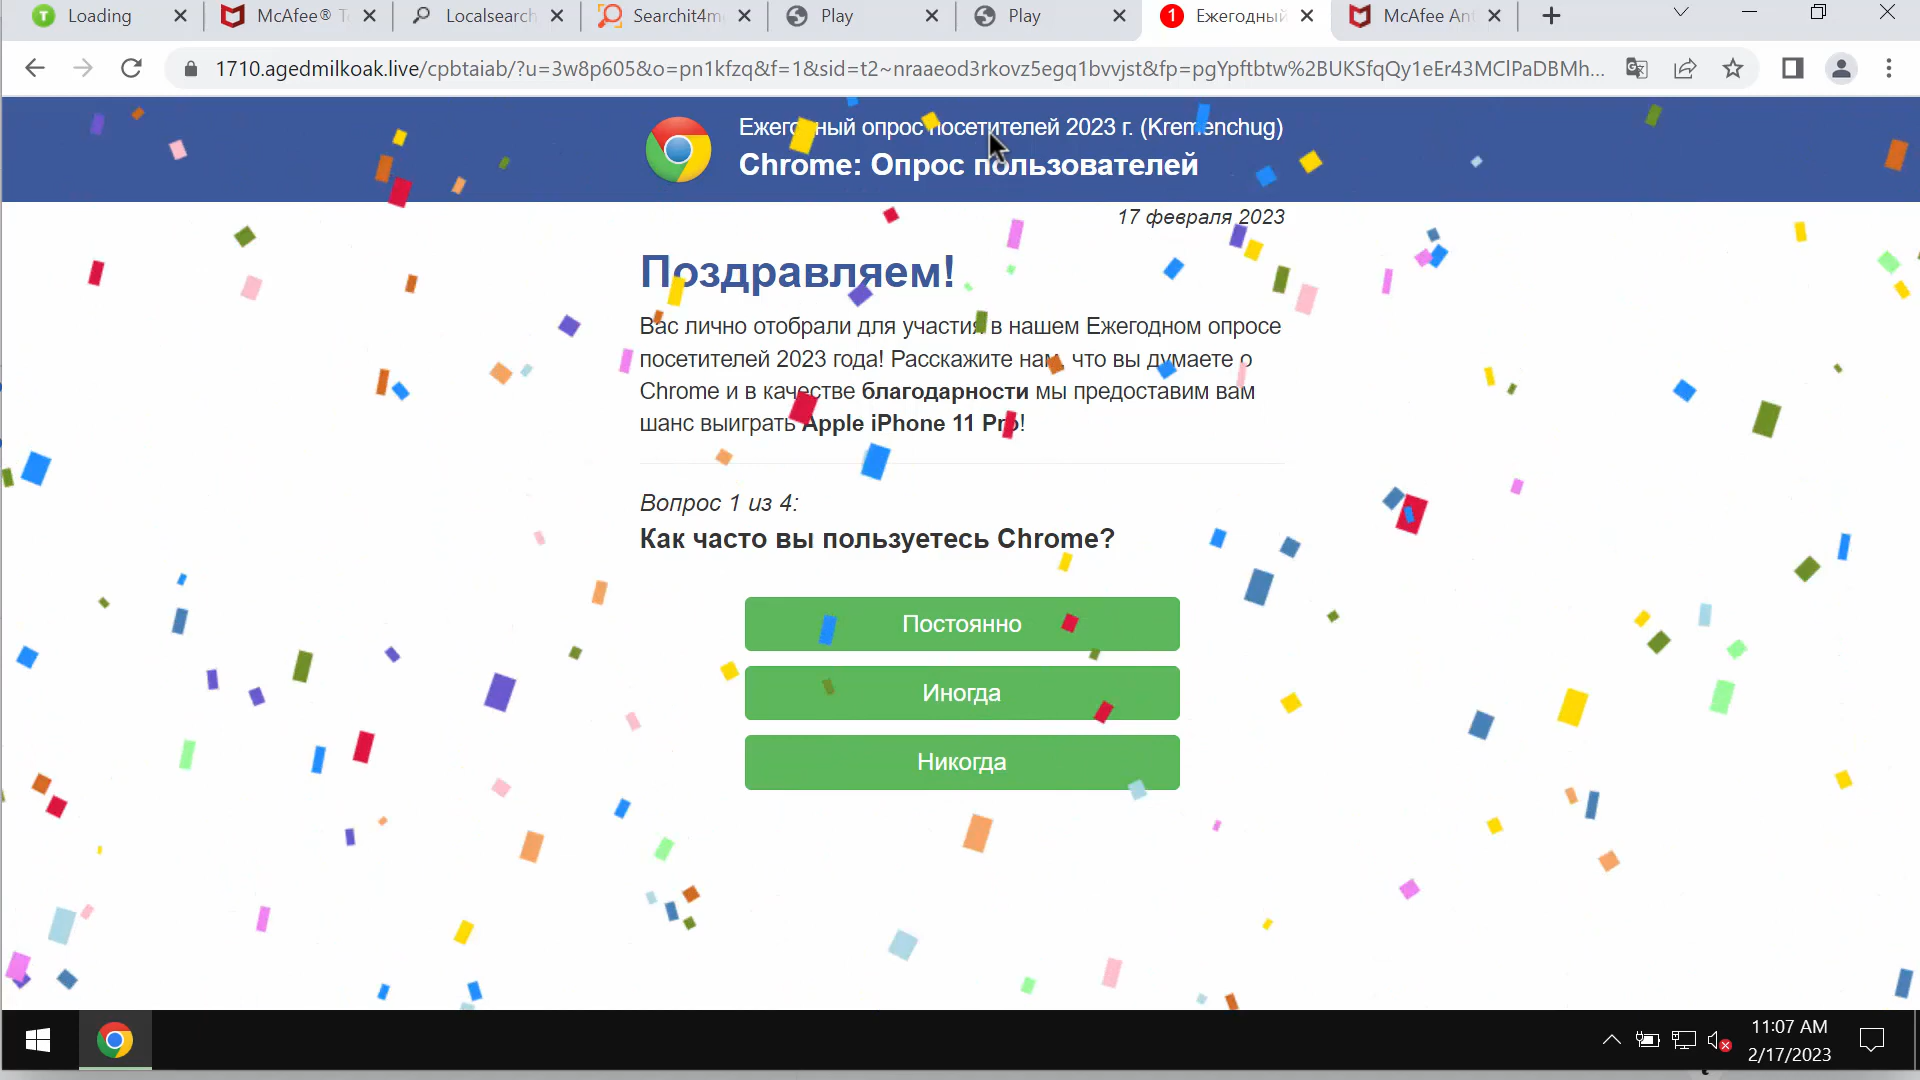 Loading
McAfee® T
Localsearch
Searchit4m
Play
Play
1
Ежегодный
McAfee Ant
1710.agedmilkoak.live/cpbtaiab/?u=3w8p605&o=pn1kfzq&f=1&sid=t2~nraaeod3rkovz5egq1bvvjst&fp=pgYpftbtw%2BUKSfqQy1eEr43MClPaDBMh...
Ежегодный опрос посетителей 2023 г. (Kremenchug)
Chrome: Опрос пользователей
17 февраля 2023
Поздравляем!
Вас лично отобрали для участия в нашем Ежегодном опросе
посетителей 2023 года! Расскажите нам, что вы думаете о
Chrome и в качестве благодарности мы предоставим вам
шанс выиграть Apple iPhone 11 Pro!
Вопрос 1 из 4:
Как часто вы пользуетесь Chrome?
Постоянно
Иногда
Никогда
11:07 AM
2/17/2023